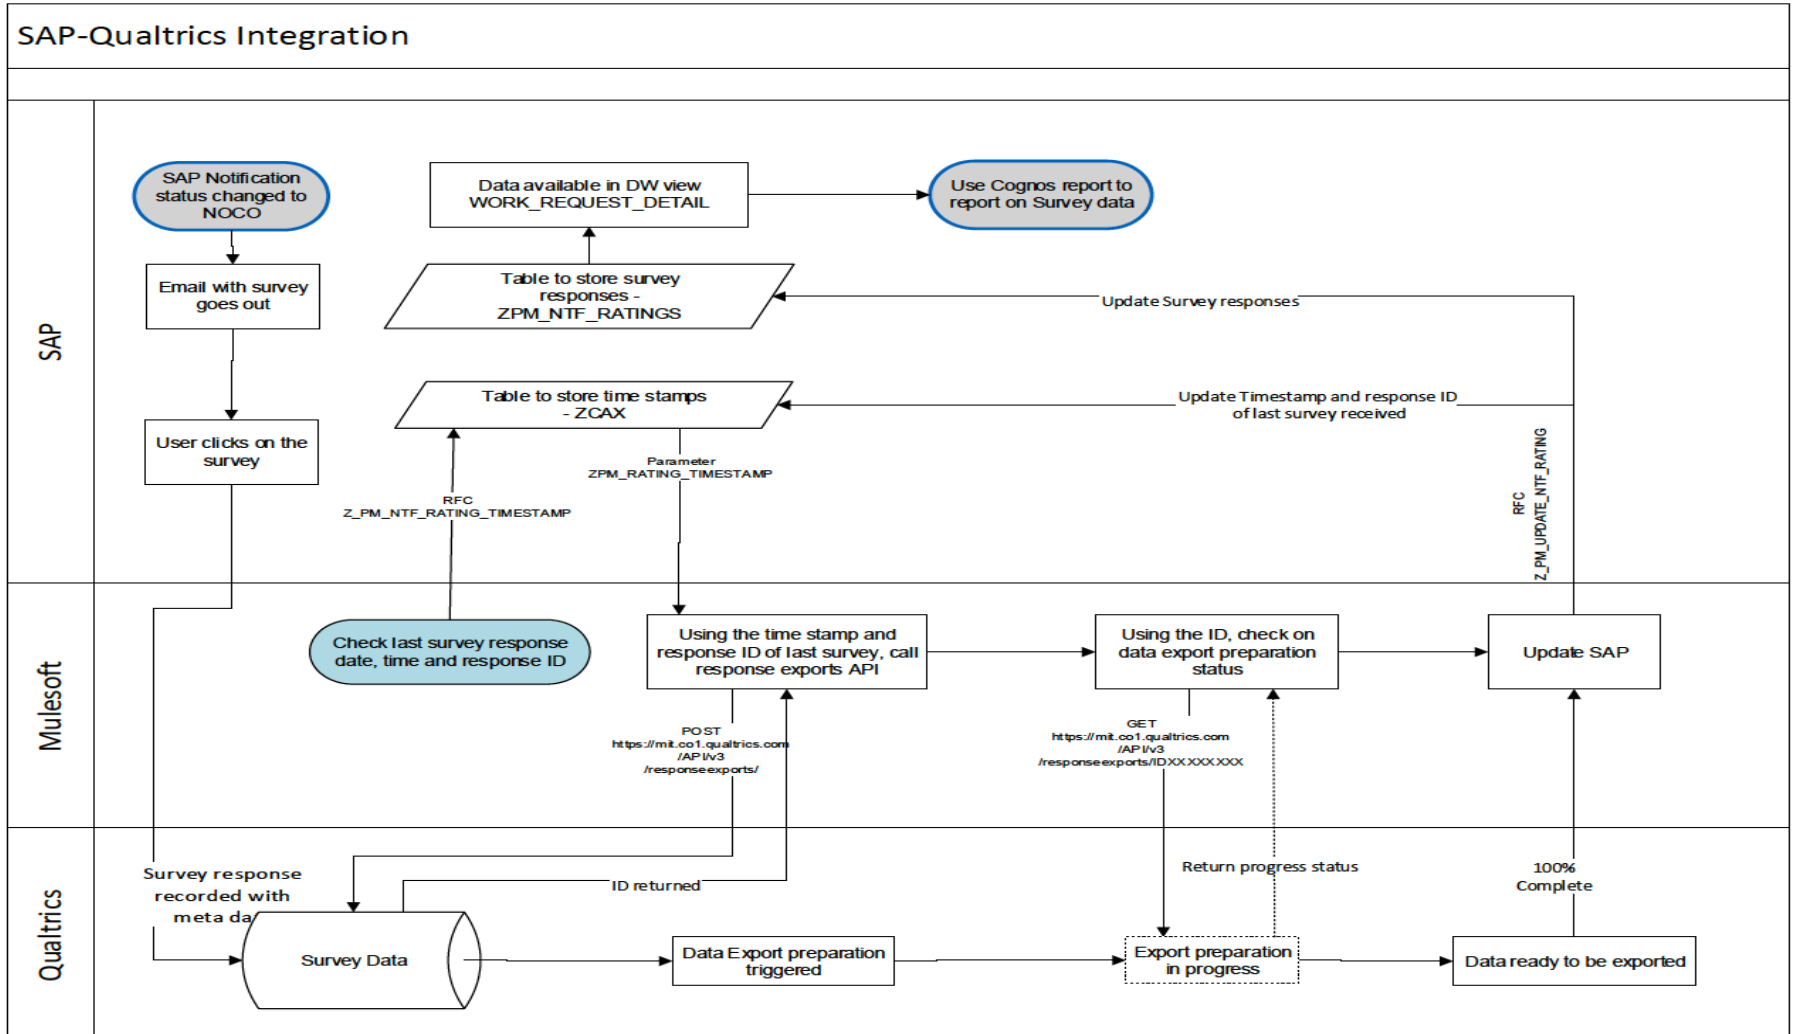 SAP-Qualtrics Integration
SAP
SAP Notification
status changed to
NOCO
Email with survey
goes out
User clicks on the
survey
Data available in DW view
WORK_REQUEST_DETAIL
Use Cognos report to
report on Survey data
Table to store survey
responses -
ZPM_NTF_RATINGS
Update Survey responses
Table to store time stamps
- ZCAX
Update Timestamp and response ID
of last survey received
Parameter
ZPM_RATING_TIMESTAMP
RFC
Z_PM_NTF_RATING_TIMESTAMP
RFC
Z_PM_UPDATE_NTF_RATING
Mulesoft
Check last survey response
date, time and response ID
Using the time stamp and
response ID of last survey, call
response exports API
Using the ID, check on
data export preparation
status
Update SAP
POST
https://mit.co1.qualtrics.com
/API/v3
/responseexports/
GET
https://mit.co1.qualtrics.com
/API/v3
/responseexports/IDXXXXXXXX
Qualtrics
Survey response
recorded with
meta da
ID returned
Return progress status
100%
Complete
Survey Data
Data Export preparation
triggered
Export preparation
in progress
Data ready to be exported